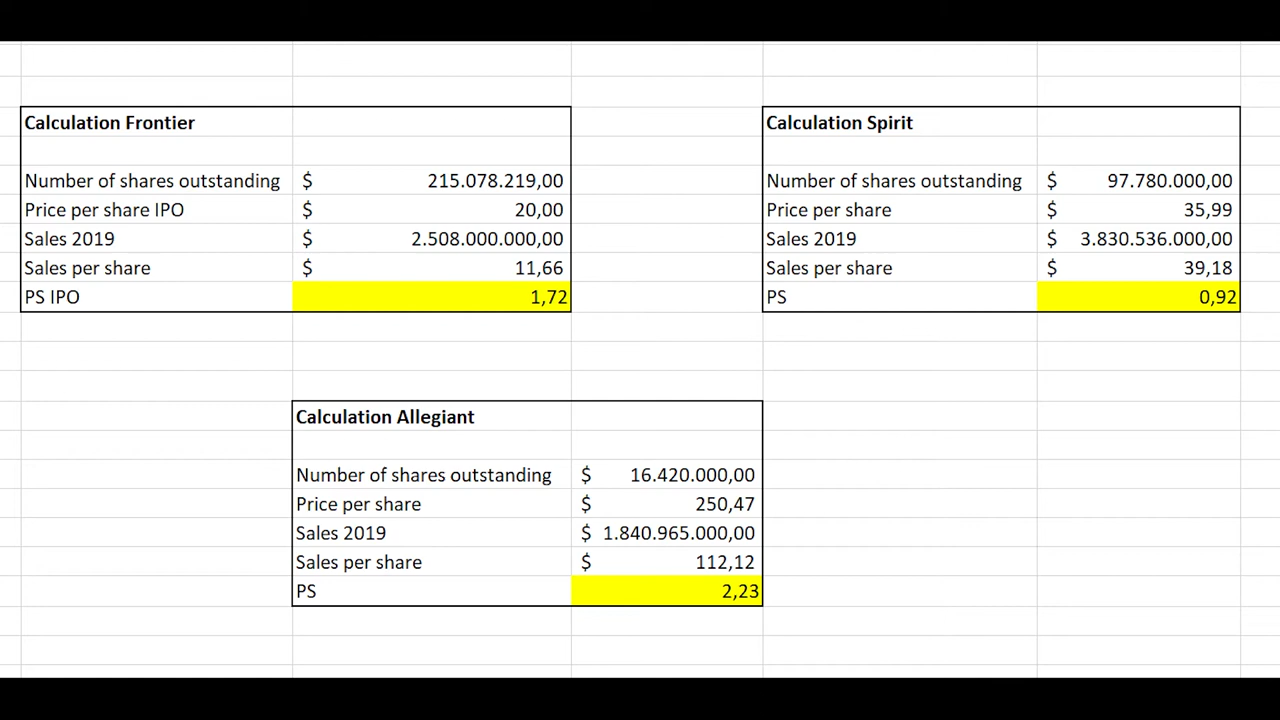 Calculation Frontier
Number of shares outstanding $ 215.078.219,00
Price per share IPO $ 20,00
Sales 2019 $ 2.508.000.000,00
Sales per share $ 11,66
PS IPO 1,72
Calculation Spirit
Number of shares outstanding $ 97.780.000,00
Price per share $ 35,99
Sales 2019 $ 3.830.536.000,00
Sales per share $ 39,18
PS 0,92
Calculation Allegiant
Number of shares outstanding $ 16.420.000,00
Price per share $ 250,47
Sales 2019 $ 1.840.965.000,00
Sales per share $ 112,12
PS 2,23